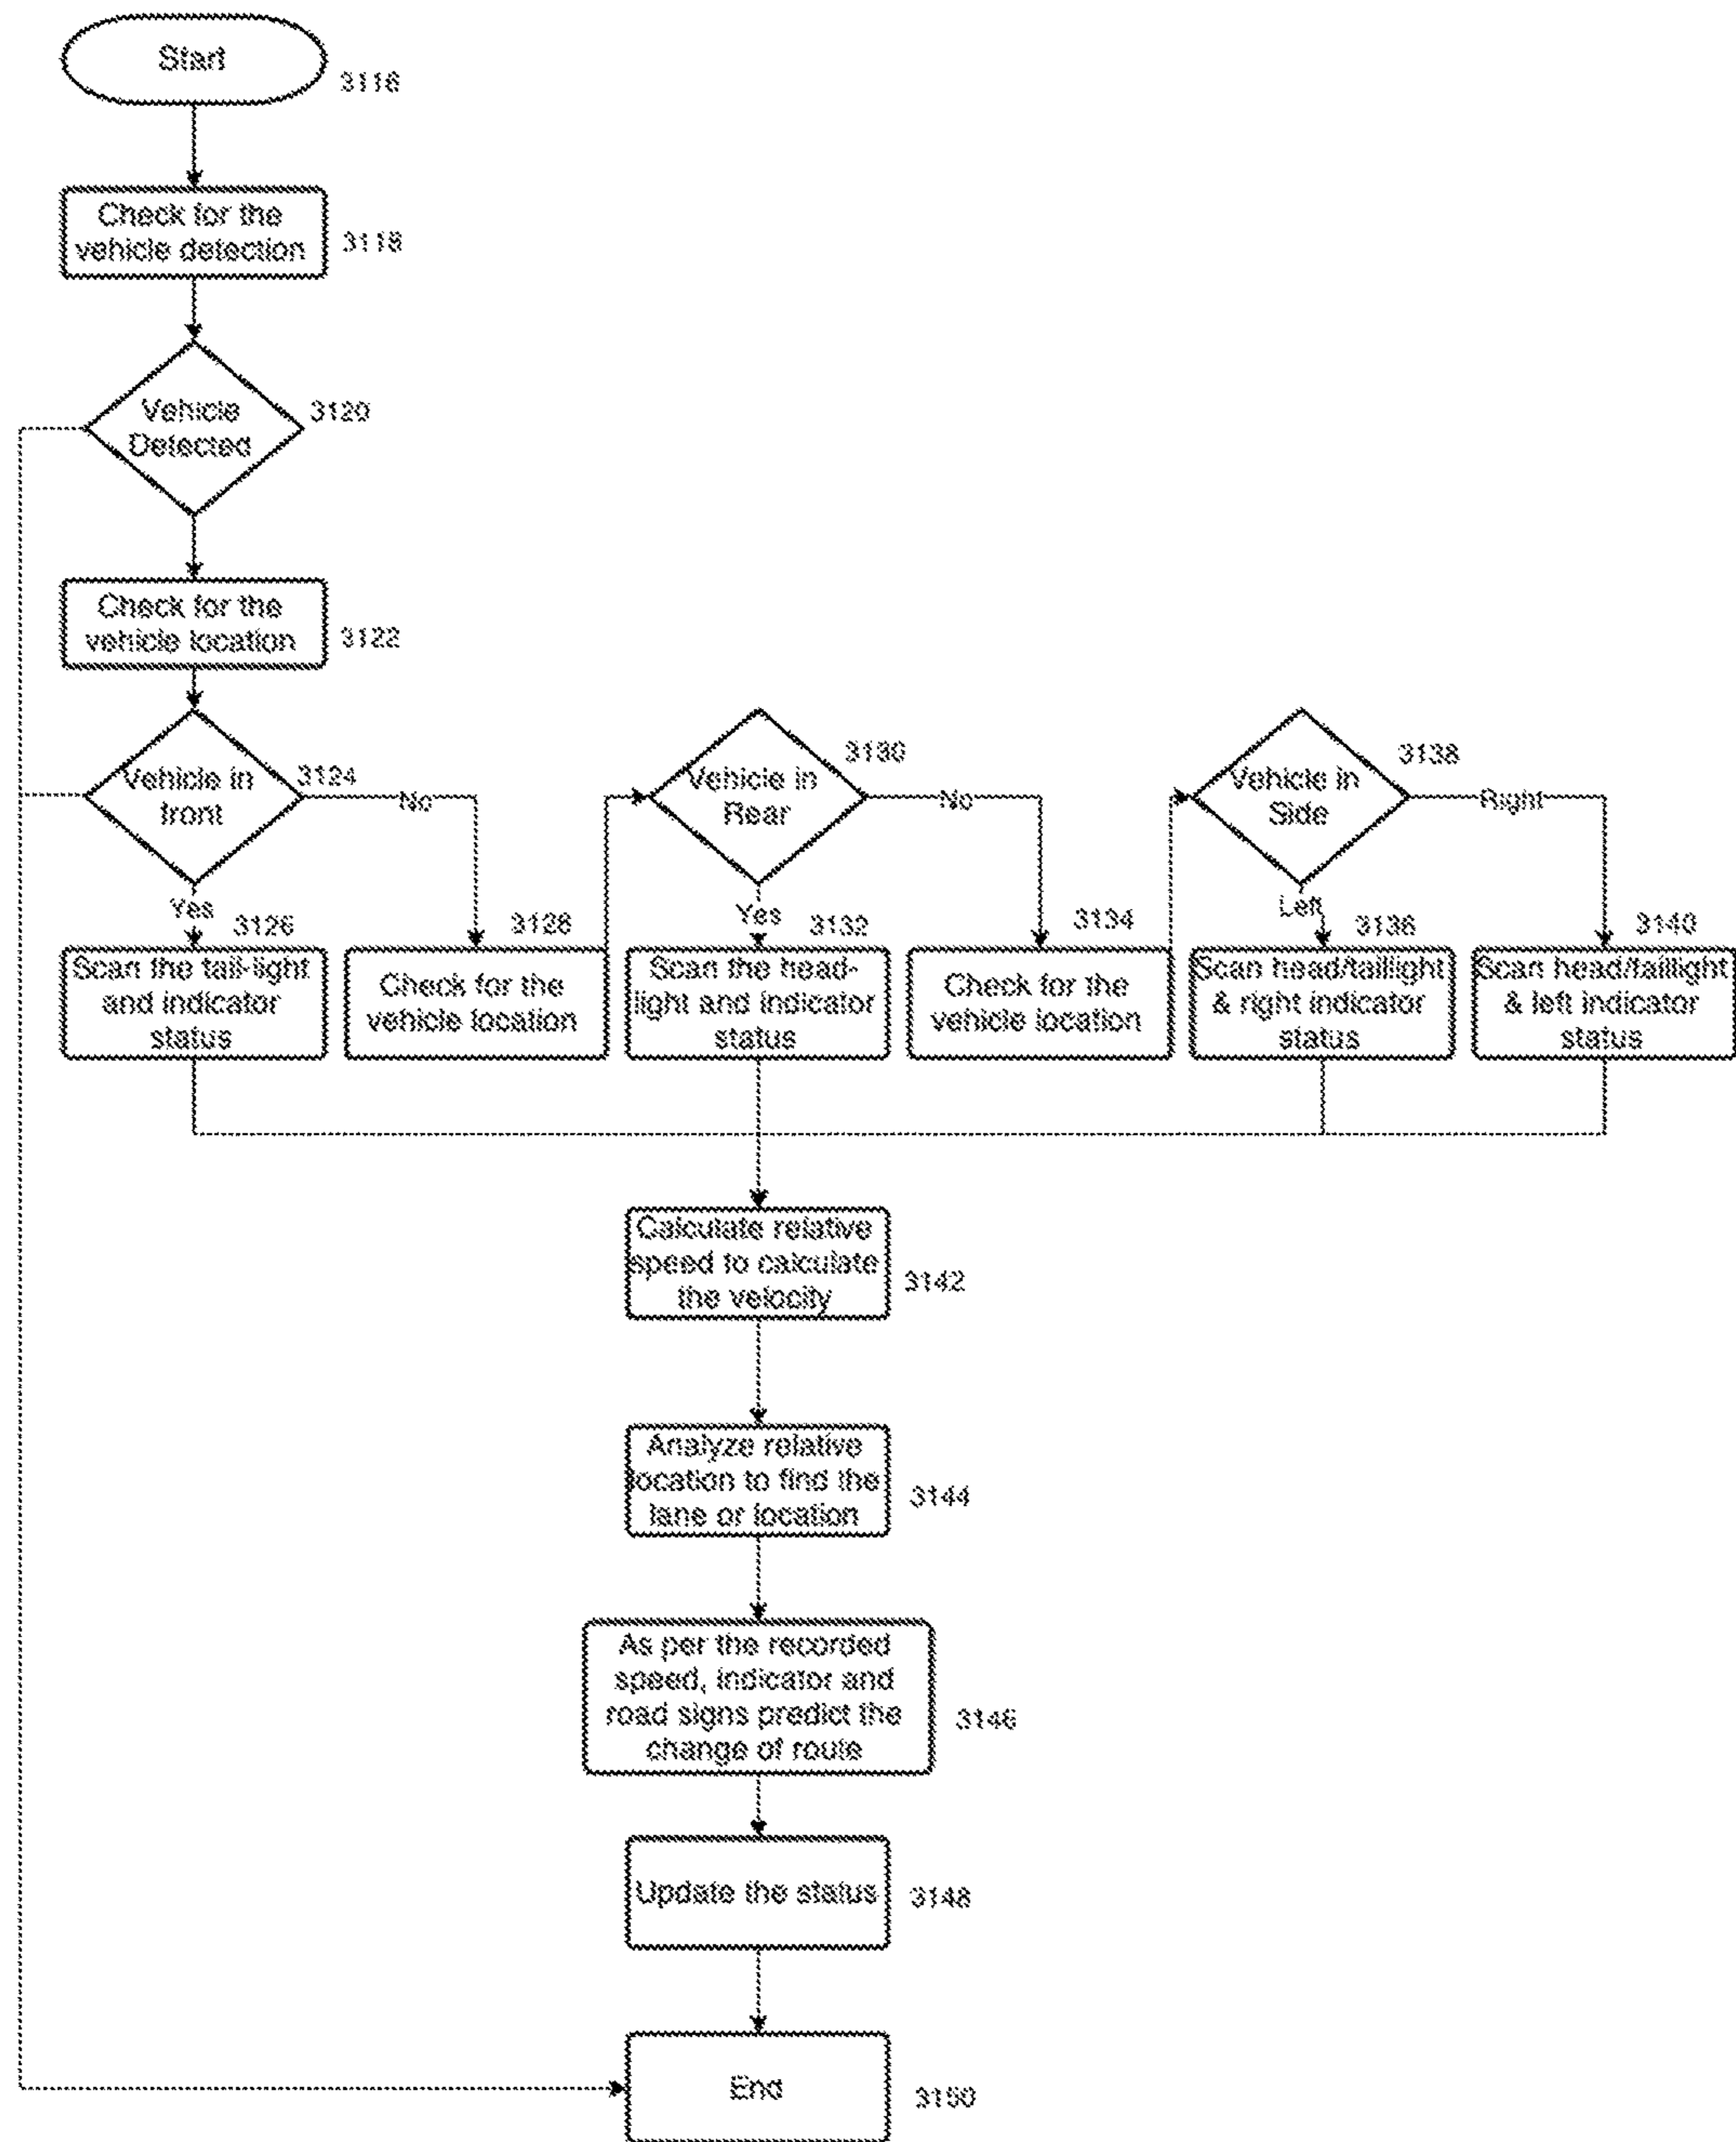 Start
3116
Check for the
vehicle detection
3118
Vehicle
Detected
3120
Check for the
vehicle location
3122
Vehicle in
front
3124
No
Yes
Vehicle in
Rear
3130
No
Yes
Vehicle in
Side
3138
Right
Left
3126
Scan the tail-light
and indicator
status
3128
Check for the
vehicle location
3132
Scan the head-
light and indicator
status
3134
Check for the
vehicle location
3136
Scan head/taillight
& right indicator
status
3140
Scan head/taillight
& left indicator
status
Calculate relative
speed to calculate
the velocity
3142
Analyze relative
location to find the
lane or location
3144
As per the recorded
speed, indicator and
road signs predict the
change of route
3146
Update the status
3148
End
3150